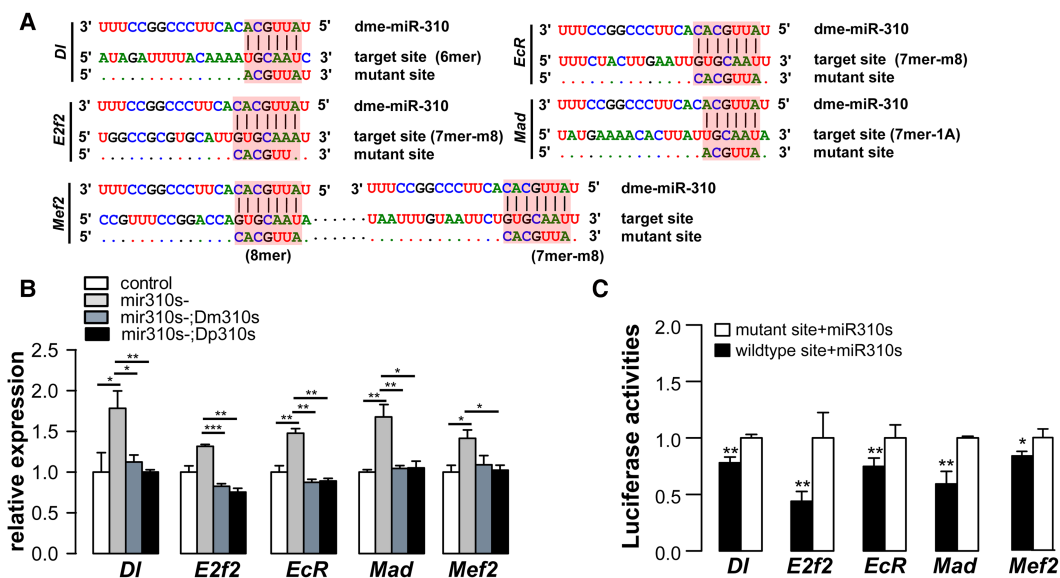 A
Dl
3' UUUCCGGCCCUUCACACGUUAU 5' dme-miR-310
AUAGAUUUUACAAAAUGCAAUC 3' target site (6mer)
5' . . . . . . . . . . . . . . . ACGUUAU 3' mutant site
E2f2
3' UUUCCGGCCCUUCACACGUUAU 5' dme-miR-310
5' UGGCCGCGUGCAUUGUGCAAAU 3' target site (7mer-m8)
5' . . . . . . . . . . . . . . CACGUU . . 3' mutant site
EcR
3' UUUCCGGCCCUUCACACGUUAU 5' dme-miR-310
5' UUUCUACUUGAAUUGUGCAAUU 3' target site (7mer-m8)
5' . . . . . . . . . . . . . . CACGUUA . 3' mutant site
Mad
3' UUUCCGGCCCUUCACACGUUAU 5' dme-miR-310
5' UAUGAAAACACUUAUUGCAAUA 3' target site (7mer-1A)
5' . . . . . . . . . . . . . . . ACGUUA . 3' mutant site
Mef2
3' UUUCCGGCCCUUCACACGUUAU 5' UUUCCGGCCCUUCACACGUUAU 5' dme-miR-310
5' CCGUUUCCGGACCAGUGCAAUA . . . . . . UAAUUUGUAAUUCUGUGCAAUU 3' target site
5' . . . . . . . . . . . . . . CACGUUA . . . . . . . . . . . . . . . . . . . . . CACGUUA . 3' mutant site
(8mer) (7mer-m8)
B
control
mir310s-
mir310s-;Dm310s
mir310s-;Dp310s
relative expression
2.5
2.0
1.5
1.0
0.5
0.0
* ** *
*** **
** ** **
** ** *
* *
Dl E2f2 EcR Mad Mef2
C
mutant site+miR310s
wildtype site+miR310s
Luciferase activities
2.0
1.5
1.0
0.5
0.0
** ** ** ** *
Dl E2f2 EcR Mad Mef2